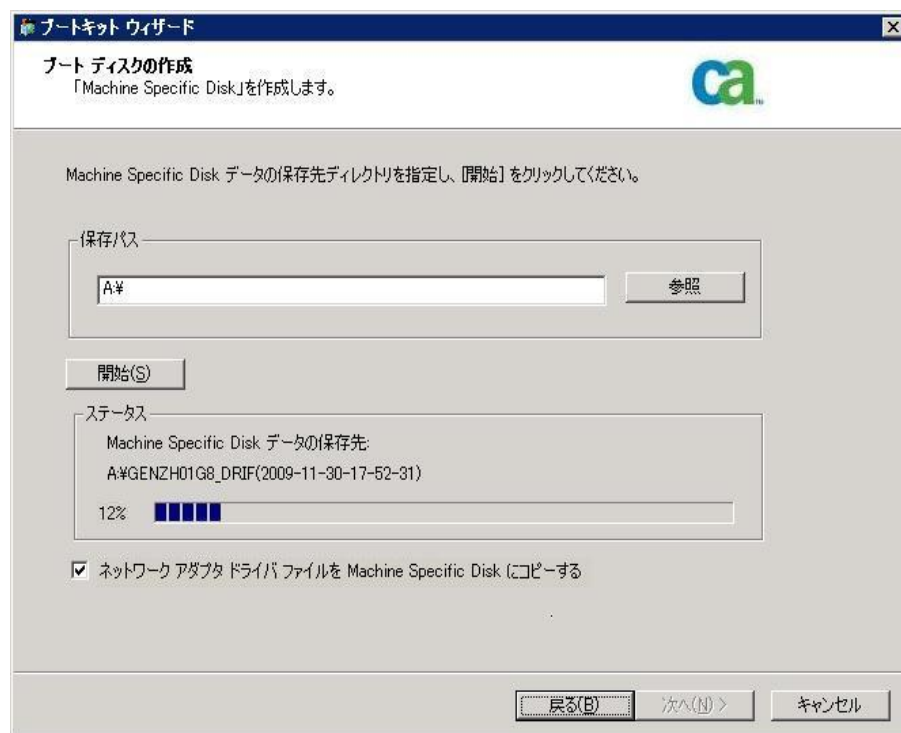 ブートキット ウィザード
ブート ディスクの作成
「Machine Specific Disk」を作成します。
ca
TM
Machine Specific Disk データの保存先ディレクトリを指定し、[開始] をクリックしてください。
保存パス
A:¥
参照
開始(S)
ステータス
Machine Specific Disk データの保存先:
A:¥GENZH01G8_DRIF(2009-11-30-17-52-31)
12%
ネットワーク アダプタ ドライバ ファイルを Machine Specific Disk にコピーする
戻る(B)
次へ(N) >
キャンセル